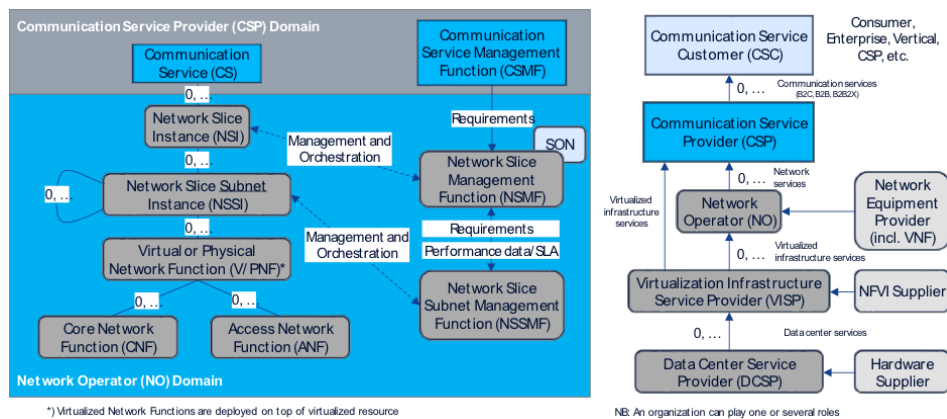 Communication Service Provider (CSP) Domain
Communication
Service (CS)
Communication
Service Management
Function (CSMF)
0, ...
Network Slice
Instance (NSI)
Management and
Orchestration
Requirements
SON
Network Slice
Management
Function (NSMF)
0, ...
0, ...
Network Slice Subnet
Instance (NSSI)
0, ...
Requirements
Performance data/SLA
Management and
Orchestration
Virtual or Physical
Network Function (V/ PNF)*
Network Slice
Subnet Management
Function (NSSMF)
0, ...
0, ...
Core Network
Function (CNF)
Access Network
Function (ANF)
Network Operator (NO) Domain
*) Virtualized Network Functions are deployed on top of virtualized resource
Communication Service
Customer (CSC)
Consumer,
Enterprise, Vertical,
CSP, etc.
0, ...
Communication services
(B2C, B2B, B2B2X)
Communication Service
Provider (CSP)
0, ...
Network
services
Virtualized
infrastructure
services
Network
Operator (NO)
Network
Equipment
Provider
(incl. VNF)
0, ...
Virtualized
infrastructure services
Virtualization Infrastructure
Service Provider (VISP)
NFVI Supplier
0, ...
Data center services
Data Center Service
Provider (DCSP)
Hardware
Supplier
NB: An organization can play one or several roles